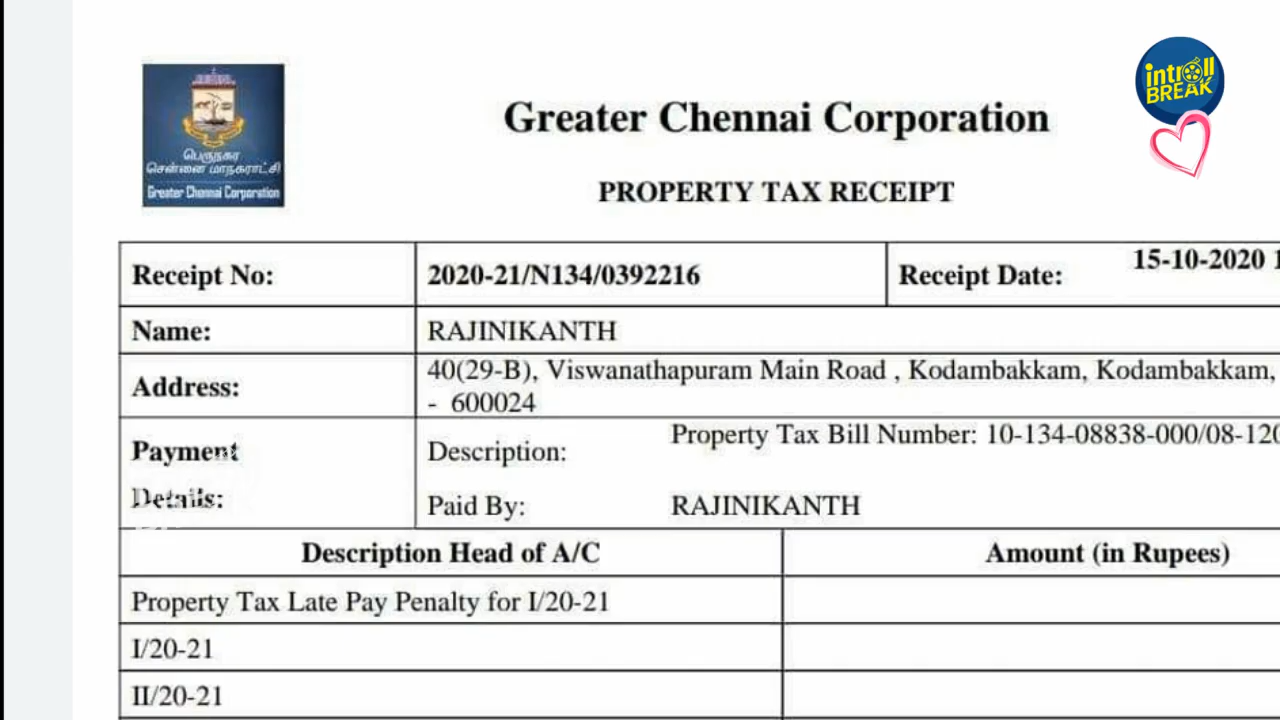 introll
BREAK
பெருநகர
சென்னை மாநகராட்சி
Greater Chennai Corporation
Greater Chennai Corporation
PROPERTY TAX RECEIPT
Receipt No: 2020-21/N134/0392216 Receipt Date: 15-10-2020 1
Name: RAJINIKANTH
Address: 40(29-B), Viswanathapuram Main Road , Kodambakkam, Kodambakkam,
- 600024
Payment Details:
Description: Property Tax Bill Number: 10-134-08838-000/08-120
Paid By: RAJINIKANTH
Description Head of A/C Amount (in Rupees)
Property Tax Late Pay Penalty for I/20-21
I/20-21
II/20-21